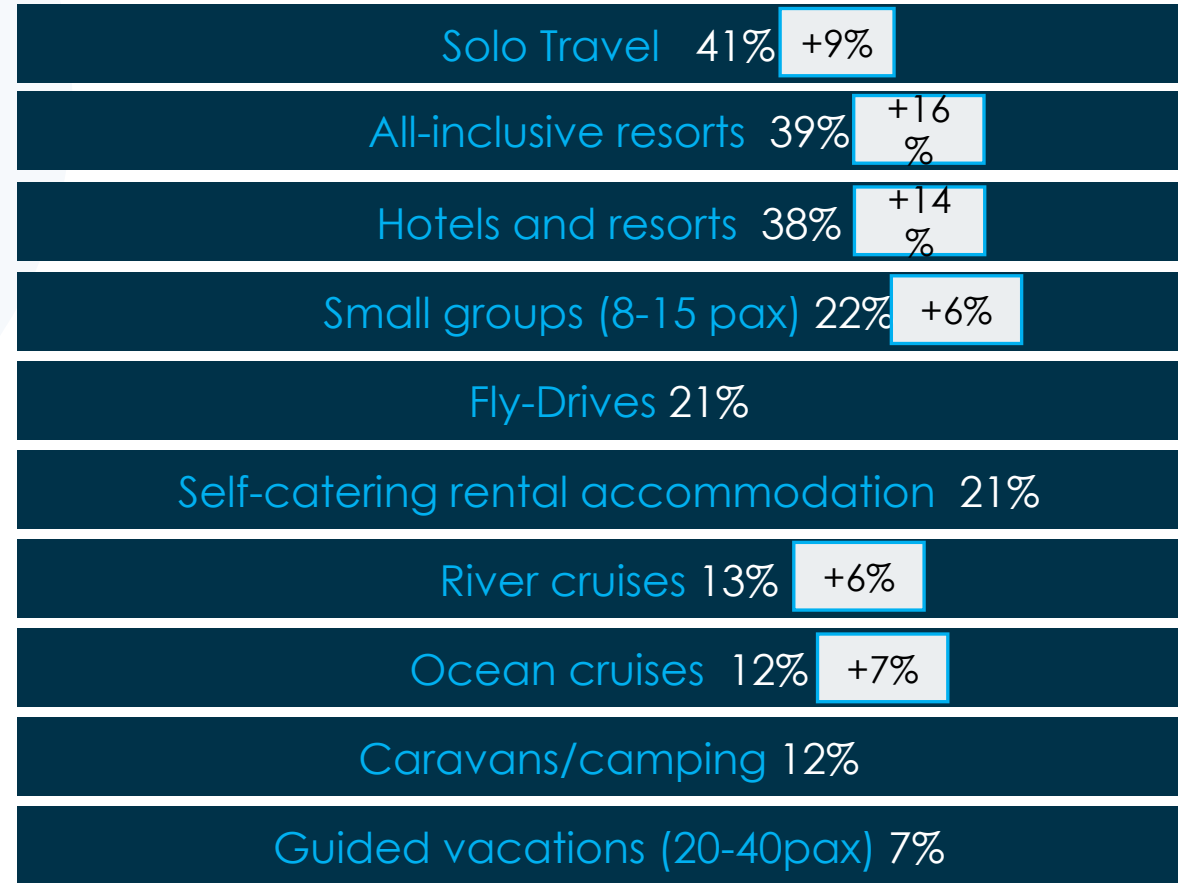 Solo Travel 41% +9%
All-inclusive resorts 39% +16
%
Hotels and resorts 38% +14
%
Small groups (8-15 pax) 22% +6%
Fly-Drives 21%
Self-catering rental accommodation 21%
River cruises 13% +6%
Ocean cruises 12% +7%
Caravans/camping 12%
Guided vacations (20-40pax) 7%